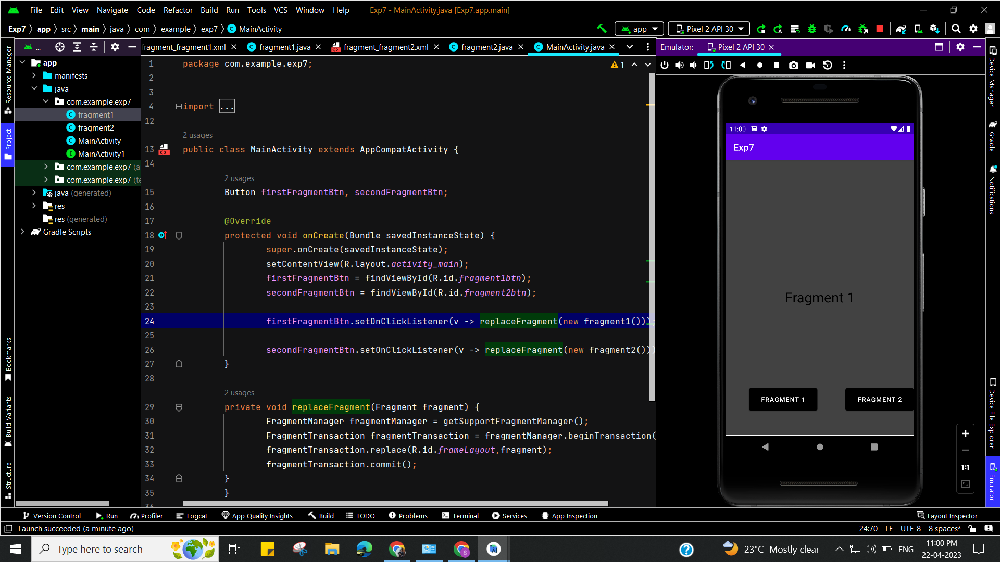 File Edit View Navigate Code Refactor Build Run Tools VCS Window Help Exp7 - MainActivity.java [Exp7.app.main]
Exp7 app src main java com example exp7 MainActivity app Pixel 2 API 30
... ragment_fragment1.xml fragment1.java fragment_fragment2.xml fragment2.java MainActivity.java Emulator: Pixel 2 API 30
Resource Manager
Project
Bookmarks
Build Variants
Structure
app
manifests
java
com.example.exp7
fragment1
fragment2
MainActivity
MainActivity1
com.example.exp7 (a
com.example.exp7 (te
java (generated)
res
res (generated)
Gradle Scripts
1 package com.example.exp7;
1
2
3
4 import ...
12
2 usages
13 public class MainActivity extends AppCompatActivity {
14
2 usages
15 Button firstFragmentBtn, secondFragmentBtn;
16
17 @Override
18 protected void onCreate(Bundle savedInstanceState) {
19 super.onCreate(savedInstanceState);
20 setContentView(R.layout.activity_main);
21 firstFragmentBtn = findViewById(R.id.fragment1btn);
22 secondFragmentBtn = findViewById(R.id.fragment2btn);
23
24 firstFragmentBtn.setOnClickListener(v -> replaceFragment(new fragment1()));
25
26 secondFragmentBtn.setOnClickListener(v -> replaceFragment(new fragment2()))
27 }
28
2 usages
29 private void replaceFragment(Fragment fragment) {
30 FragmentManager fragmentManager = getSupportFragmentManager();
31 FragmentTransaction fragmentTransaction = fragmentManager.beginTransaction(
32 fragmentTransaction.replace(R.id.frameLayout,fragment);
33 fragmentTransaction.commit();
34 }
35 }
36
11:00
Exp7
Fragment 1
FRAGMENT 1 FRAGMENT 2
1:1
Device Manager
Gradle
Notifications
Device File Explorer
Emulator
Version Control Run Profiler Logcat App Quality Insights Build TODO Problems Terminal Services App Inspection Layout Inspector
Launch succeeded (a minute ago) 24:70 LF UTF-8 8 spaces*
Type here to search 23°C Mostly clear ENG 11:00 PM
22-04-2023